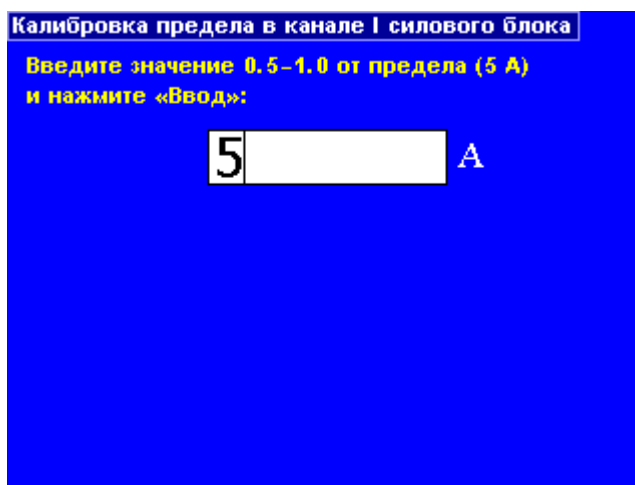 Калибровка предела в канале I силового блока
Введите значение 0.5-1.0 от предела (5 А)
и нажмите «Ввод»:
5 А